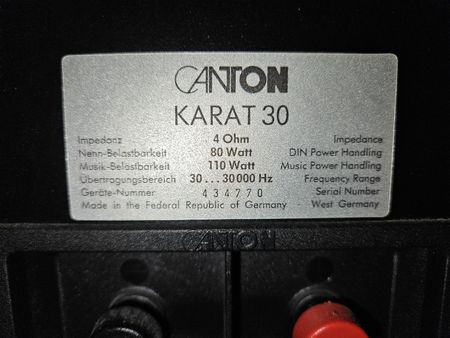 CANTON
KARAT 30
Impedanz 4 Ohm Impedance
Nenn-Belastbarkeit 80 Watt DIN Power Handling
Musik-Belastbarkeit 110 Watt Music Power Handling
Übertragungsbereich 30...30000 Hz Frequency Range
Geräte-Nummer 434770 Serial Number
Made in the Federal Republic of Germany West Germany
CANTON